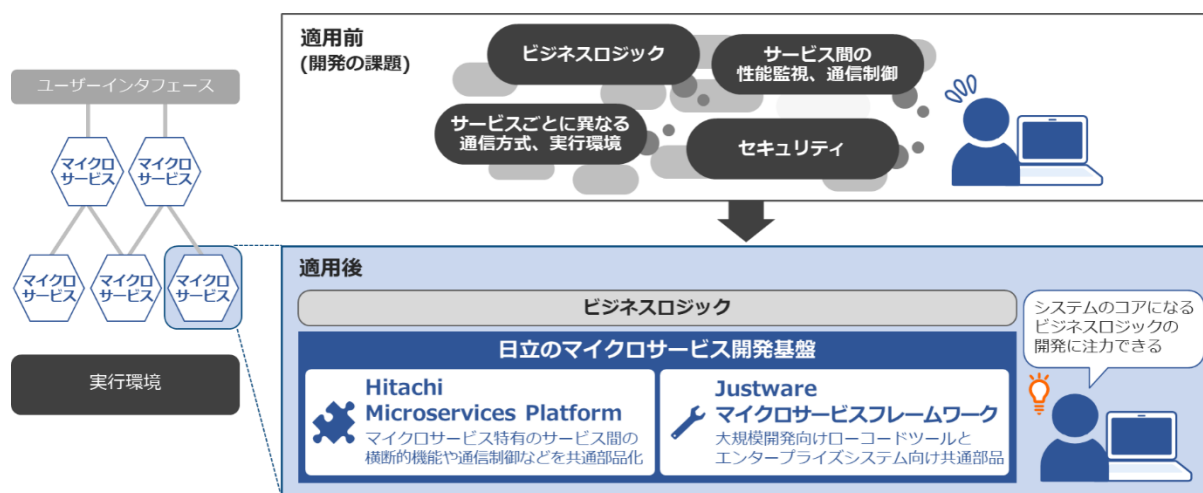 ユーザーインタフェース
マイクロ
サービス
マイクロ
サービス
マイクロ
サービス
マイクロ
サービス
マイクロ
サービス
実行環境
適用前
(開発の課題)
ビジネスロジック
サービス間の
性能監視、通信制御
サービスごとに異なる
通信方式、実行環境
セキュリティ
適用後
ビジネスロジック
日立のマイクロサービス開発基盤
Hitachi
Microservices Platform
マイクロサービス特有のサービス間の
横断的機能や通信制御などを共通部品化
Justware
マイクロサービスフレームワーク
大規模開発向けローコードツールと
エンタープライズシステム向け共通部品
システムのコアになる
ビジネスロジックの
開発に注力できる